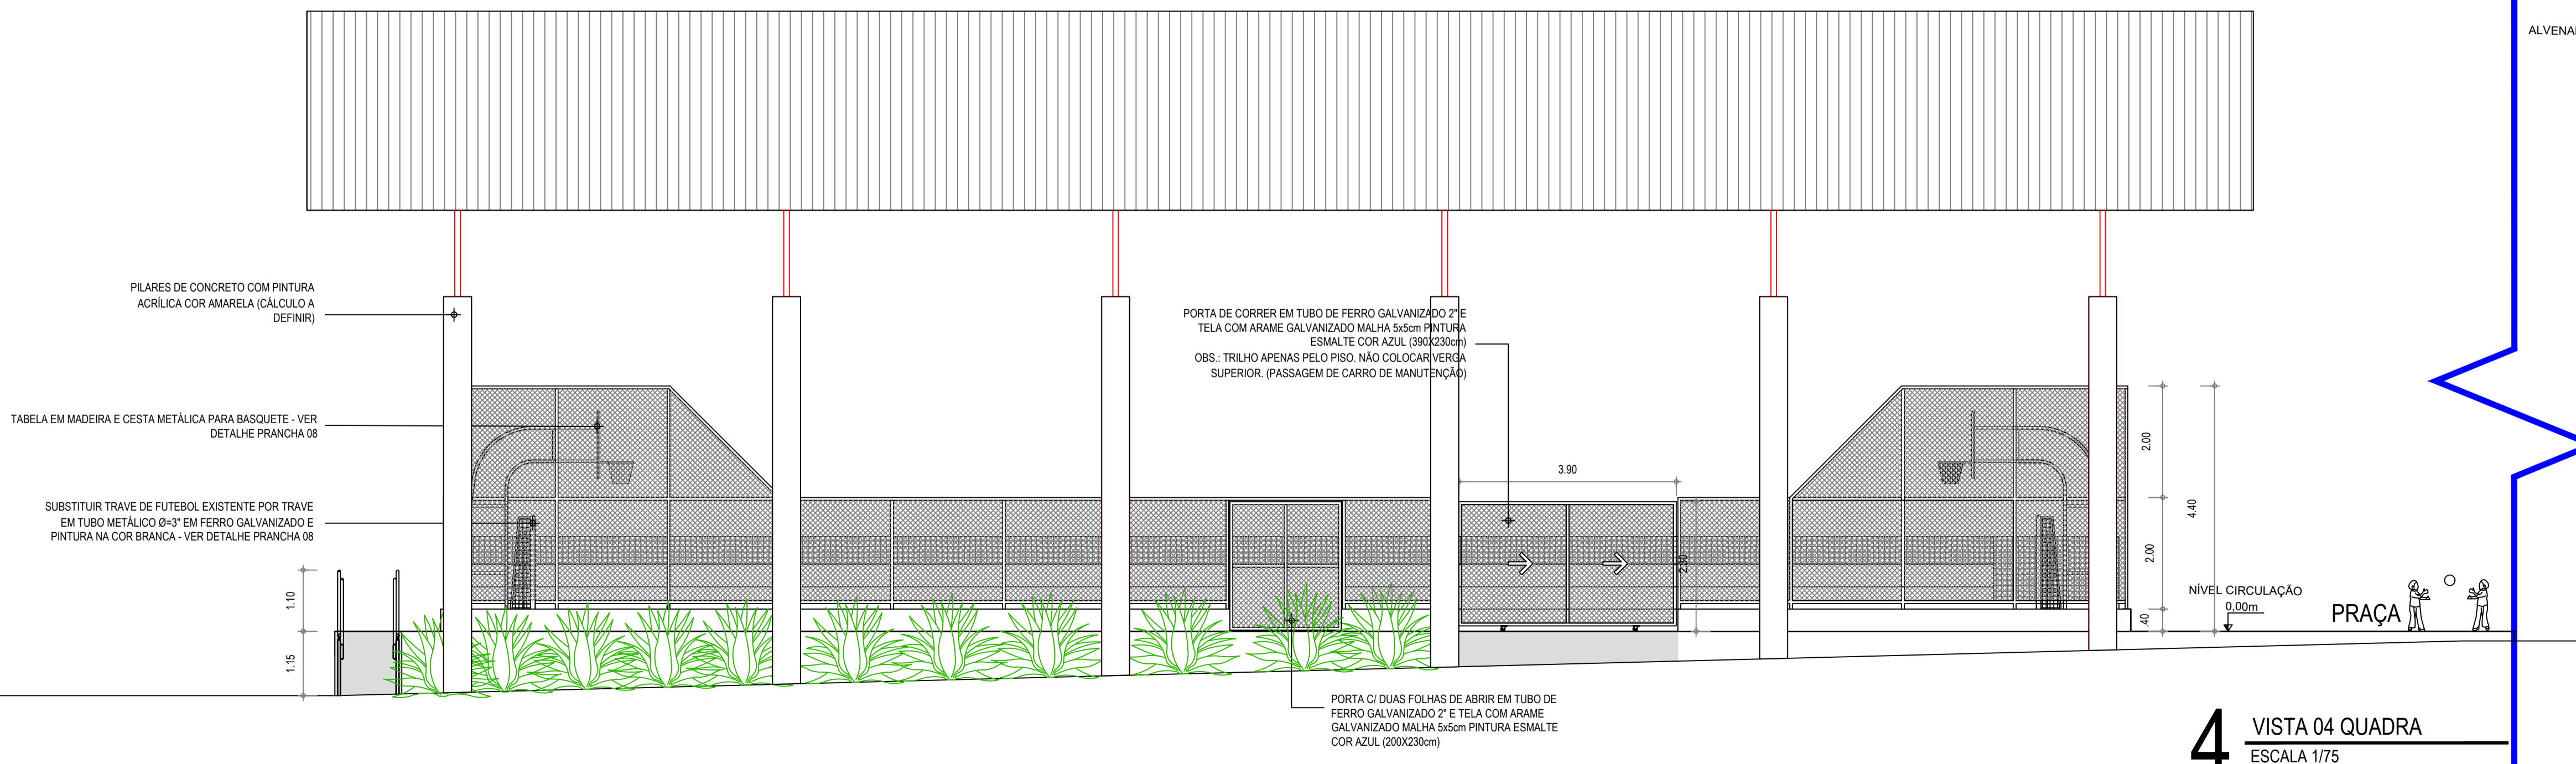 ALVENA
PILARES DE CONCRETO COM PINTURA
ACRÍLICA COR AMARELA (CÁLCULO A
DEFINIR)
PORTA DE CORRER EM TUBO DE FERRO GALVANIZADO 2" E
TELA COM ARAME GALVANIZADO MALHA 5x5cm PINTURA
ESMALTE COR AZUL (390X230cm)
OBS.: TRILHO APENAS PELO PISO. NÃO COLOCAR VERGA
SUPERIOR. (PASSAGEM DE CARRO DE MANUTENÇÃO)
TABELA EM MADEIRA E CESTA METÁLICA PARA BASQUETE - VER
DETALHE PRANCHA 08
SUBSTITUIR TRAVE DE FUTEBOL EXISTENTE POR TRAVE
EM TUBO METÁLICO Ø=3" EM FERRO GALVANIZADO E
PINTURA NA COR BRANCA - VER DETALHE PRANCHA 08
3.90
2.00
4.40
2.00
2.30
.40
1.10
1.15
NÍVEL CIRCULAÇÃO
0,00m
PRAÇA
PORTA C/ DUAS FOLHAS DE ABRIR EM TUBO DE
FERRO GALVANIZADO 2" E TELA COM ARAME
GALVANIZADO MALHA 5x5cm PINTURA ESMALTE
COR AZUL (200X230cm)
4 VISTA 04 QUADRA
ESCALA 1/75